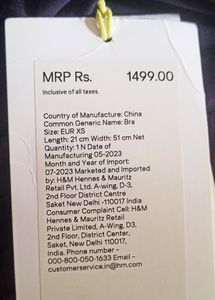 MRP Rs. 1499.00
Inclusive of all taxes.
Country of Manufacture: China
Common Generic Name: Bra
Size: EUR XS
Length: 21 cm Width: 51 cm Net
Quantity: 1 N Date of
Manufacturing 05-2023
Month and Year of Import:
07-2023 Marketed and Imported
by: H&M Hennes & Mauritz
Retail Pvt. Ltd. A-wing, D-3,
2nd Floor District Centre
Saket New Delhi -110017 India
Consumer Complaint Cell: H&M
Hennes & Mauritz Retail
Private Limited, A-Wing, D3,
2nd Floor, District Center,
Saket, New Delhi- 110017,
India. Phone number -
000-800-050-1633 Email -
customerservice.in@hm.com